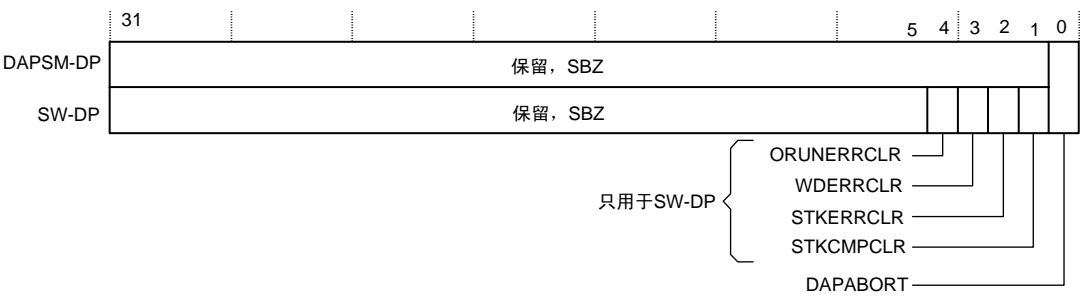 31 5 4 3 2 1 0
DAPSM-DP 保留，SBZ
SW-DP 保留，SBZ
ORUNERRCLR
WDERRCLR
只用于SW-DP
STKERRCLR
STKCMPCLR
DAPABORT